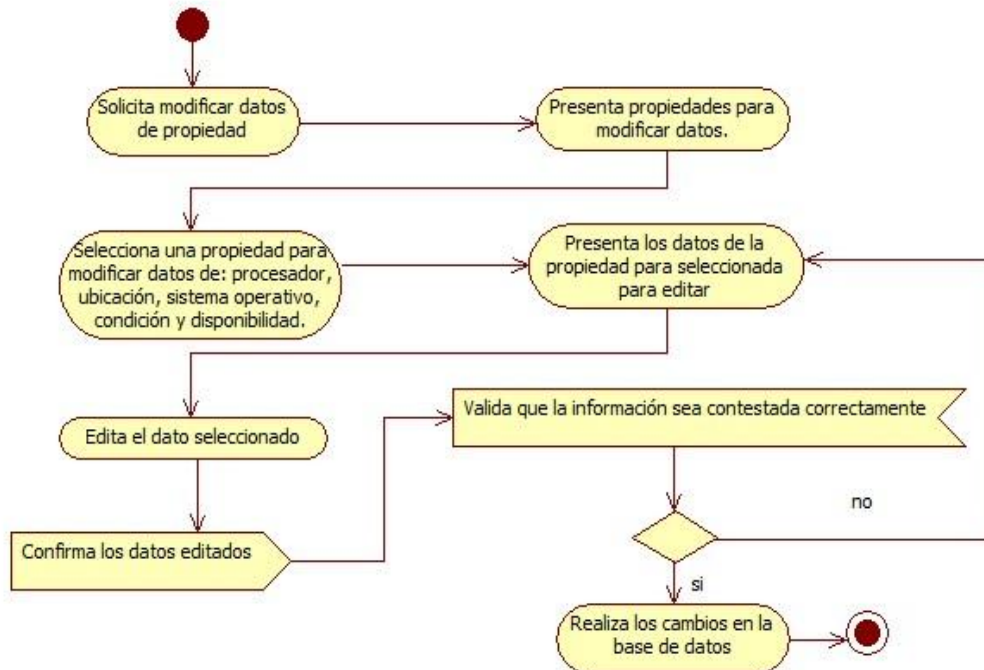 Solicita modificar datos
de propiedad
Presenta propiedades para
modificar datos.
Selecciona una propiedad para
modificar datos de: procesador,
ubicación, sistema operativo,
condición y disponibilidad.
Presenta los datos de la
propiedad para seleccionada
para editar
Edita el dato seleccionado
Valida que la información sea contestada correctamente
Confirma los datos editados
no
si
Realiza los cambios en la
base de datos